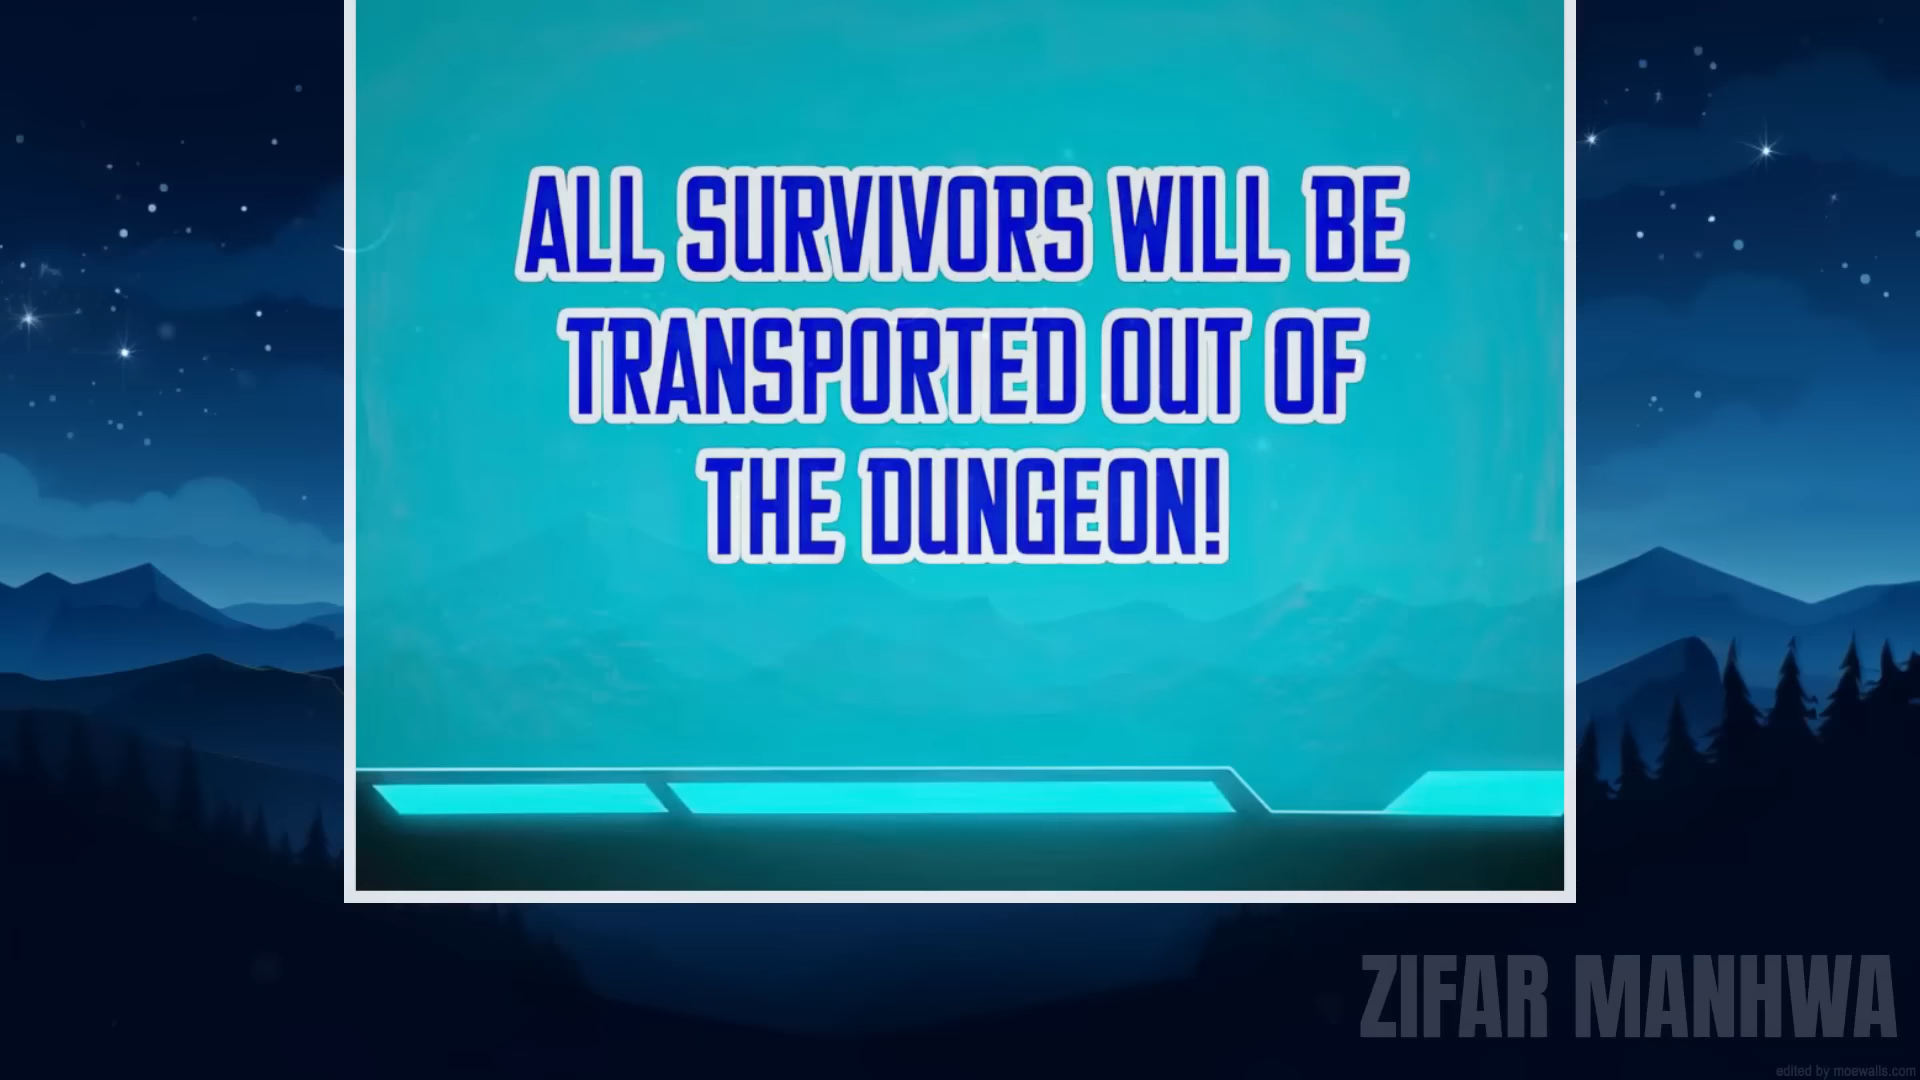 ALL SURVIVORS WILL BE
TRANSPORTED OUT OF
THE DUNGEON!
ZIFAR MANHWA
edited by moewalls.com